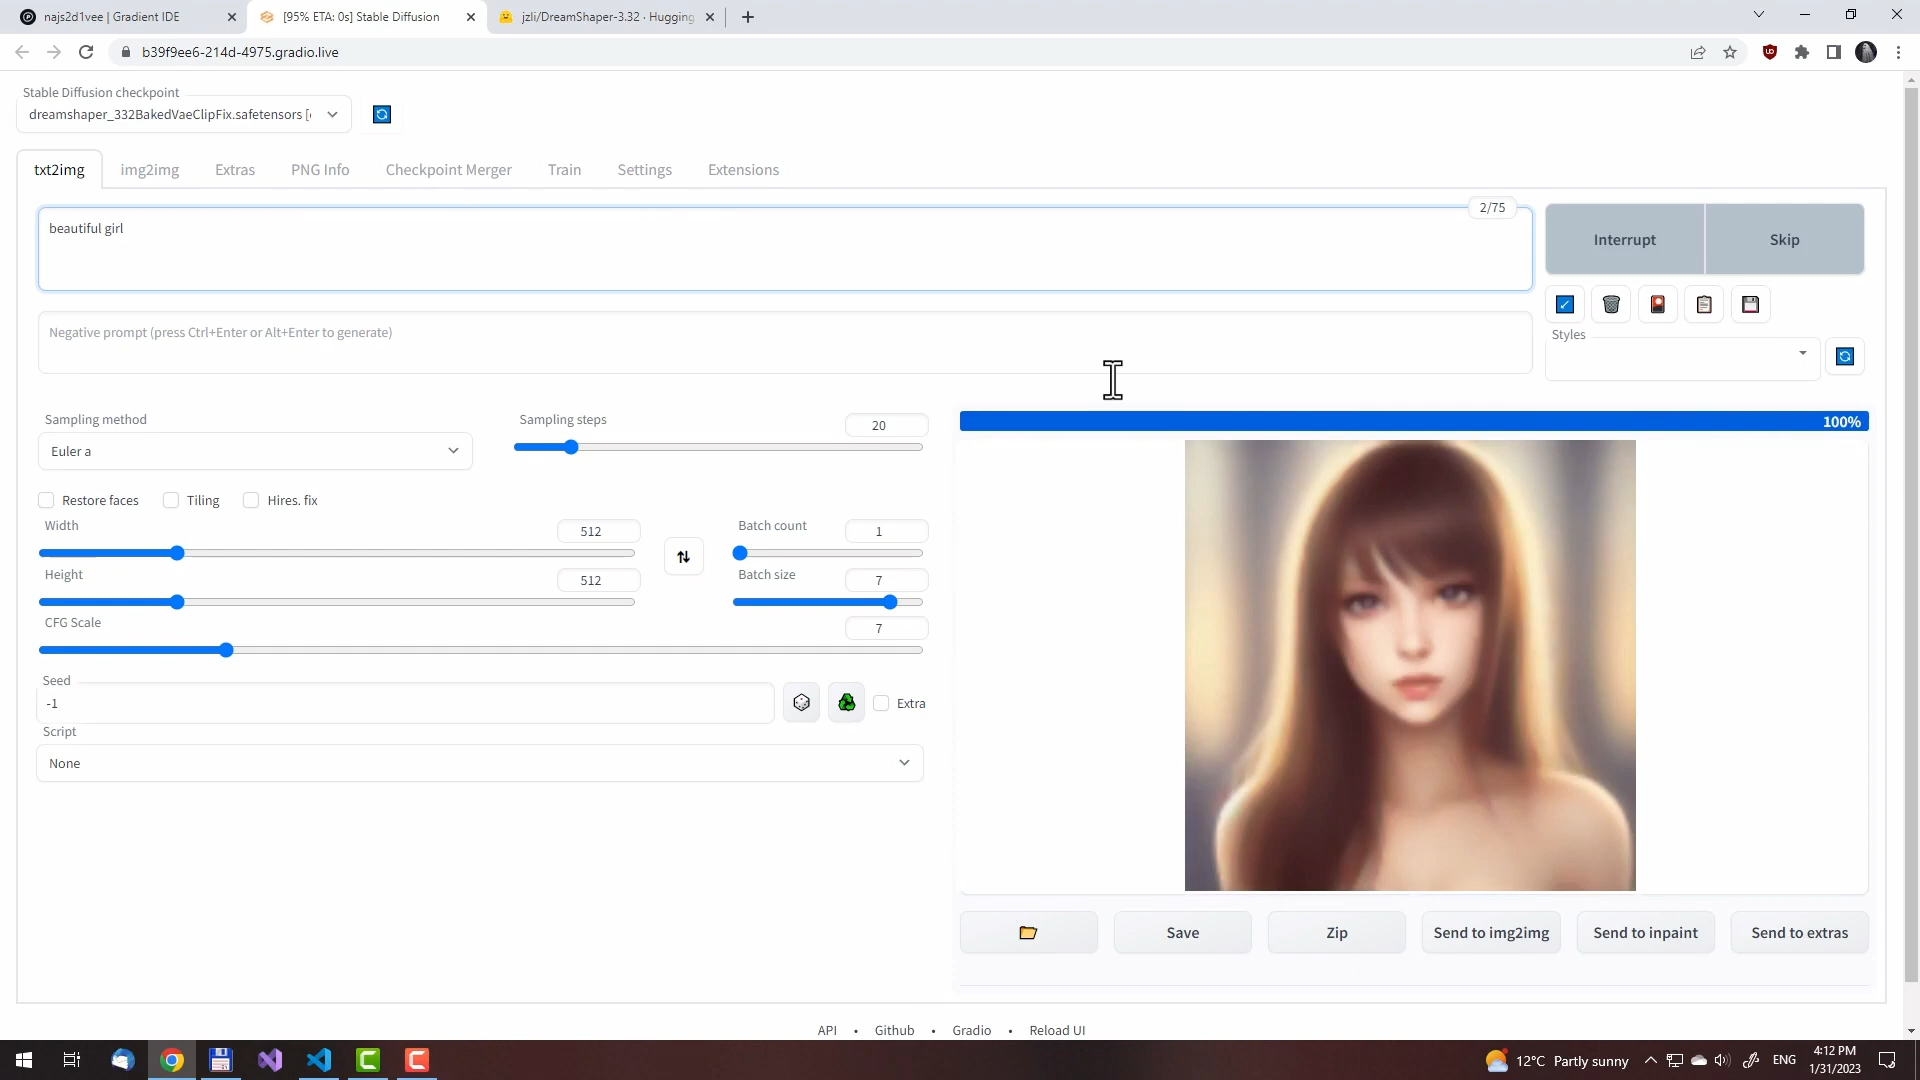 najs2d1vee | Gradient IDE
[95% ETA: 0s] Stable Diffusion
jzli/DreamShaper-3.32 · Hugging
b39f9ee6-214d-4975.gradio.live
Stable Diffusion checkpoint
dreamshaper_332BakedVaeClipFix.safetensors [
txt2img
img2img
Extras
PNG Info
Checkpoint Merger
Train
Settings
Extensions
beautiful girl
2/75
Interrupt
Skip
Negative prompt (press Ctrl+Enter or Alt+Enter to generate)
Styles
Sampling method
Euler a
Sampling steps
20
100%
Restore faces
Tiling
Hires. fix
Width
512
Batch count
1
Height
512
Batch size
7
CFG Scale
7
Seed
-1
Extra
Script
None
Save
Zip
Send to img2img
Send to inpaint
Send to extras
API • Github • Gradio • Reload UI
12°C Partly sunny
ENG
4:12 PM
1/31/2023